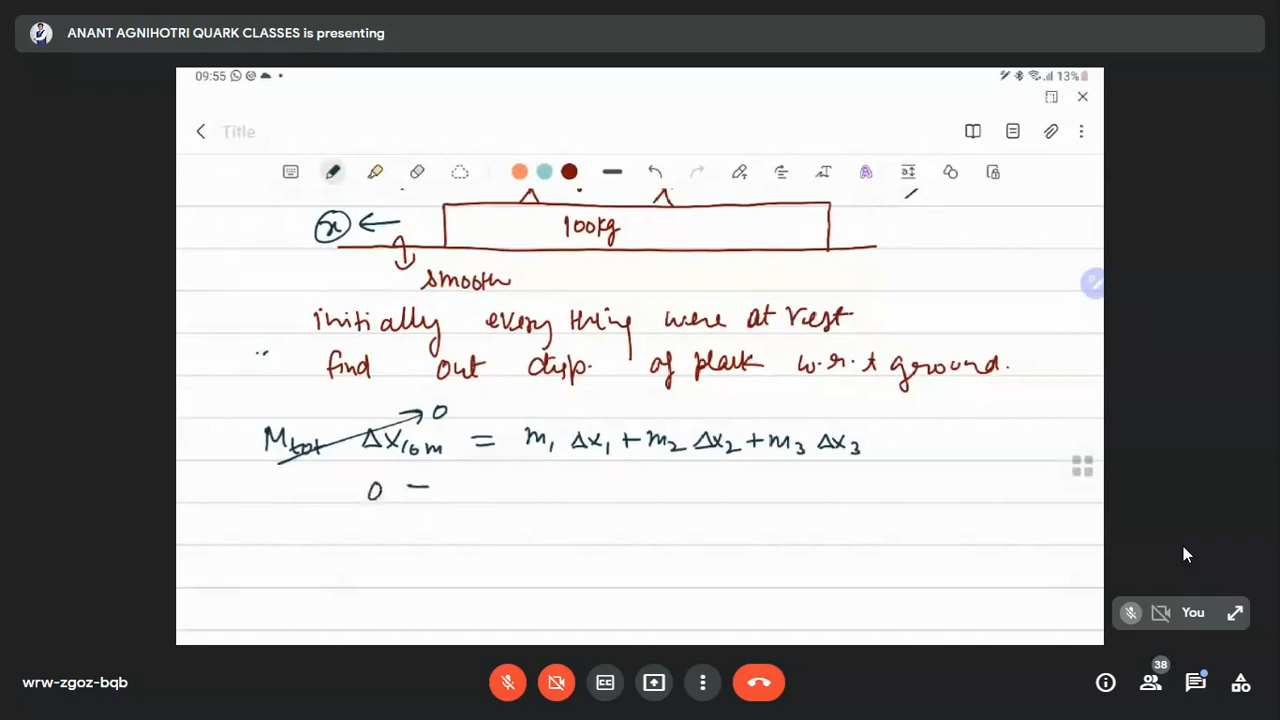 ANANT AGNIHOTRI QUARK CLASSES is presenting
09:55
13%
Title
x
100kg
smooth
initially every thing were at rest
find out disp. of plank w.r.t ground.
0
Mtot ΔXcom = m1 Δx1 + m2 Δx2 + m3 Δx3
0 =
You
38
wrw-zgoz-bqb